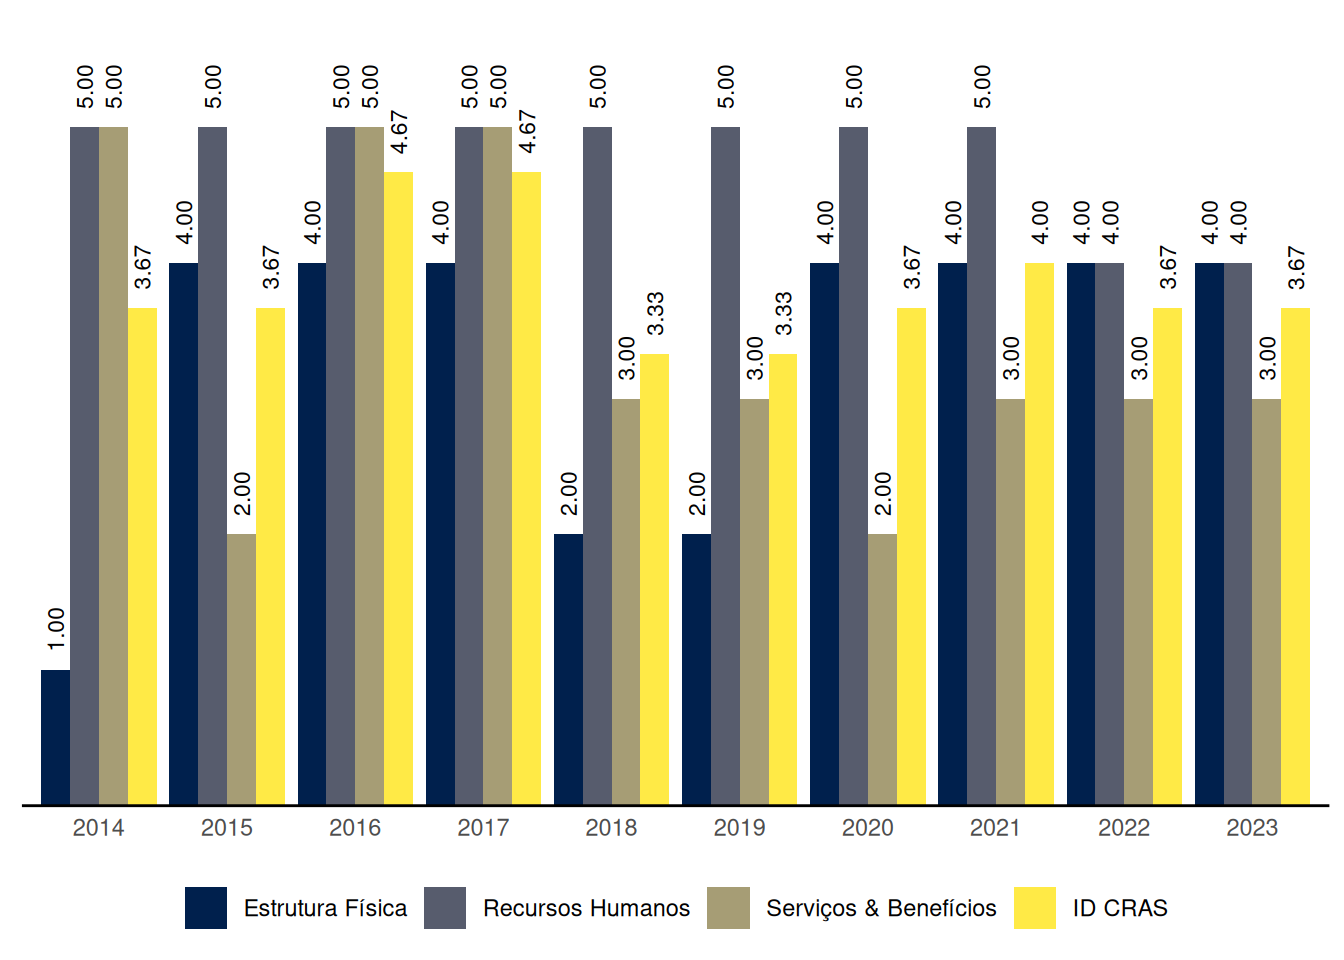 5.00 5.00 5.00 5.00 5.00 5.00 5.00 5.00 5.00 5.00
4.67 4.67
4.00 4.00 4.00 4.00 4.00 4.00 4.00 4.00 4.00 4.00
3.67 3.67 3.67 3.67 3.67
3.33 3.33
3.00 3.00 3.00 3.00 3.00
2.00 2.00 2.00 2.00
1.00
2014 2015 2016 2017 2018 2019 2020 2021 2022 2023
Estrutura Física Recursos Humanos Serviços & Benefícios ID CRAS